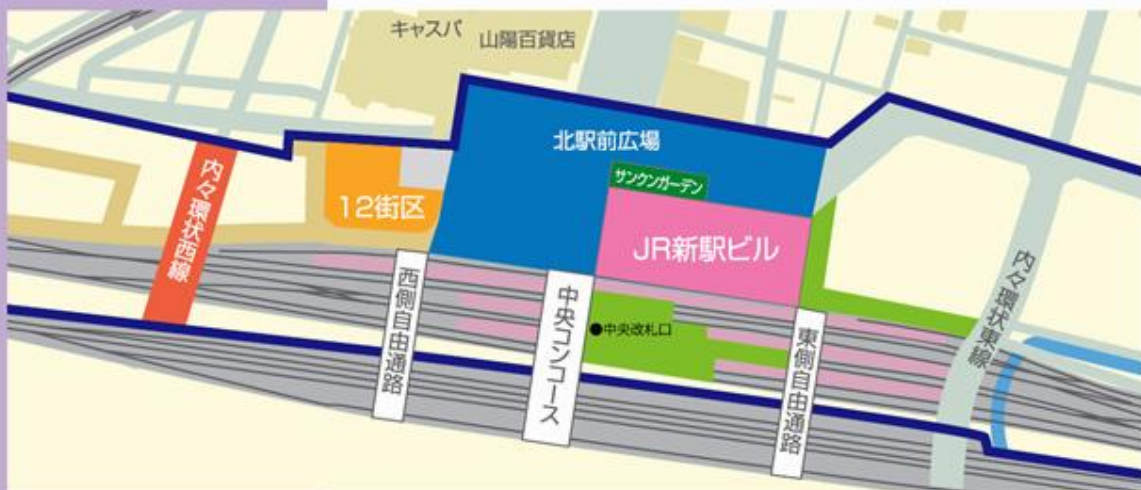 キャスパ
山陽百貨店
北駅前広場
サンクンガーデン
12街区
JR新駅ビル
内々環状西線
西側自由通路
中央コンコース
●中央改札口
東側自由通路
内々環状東線